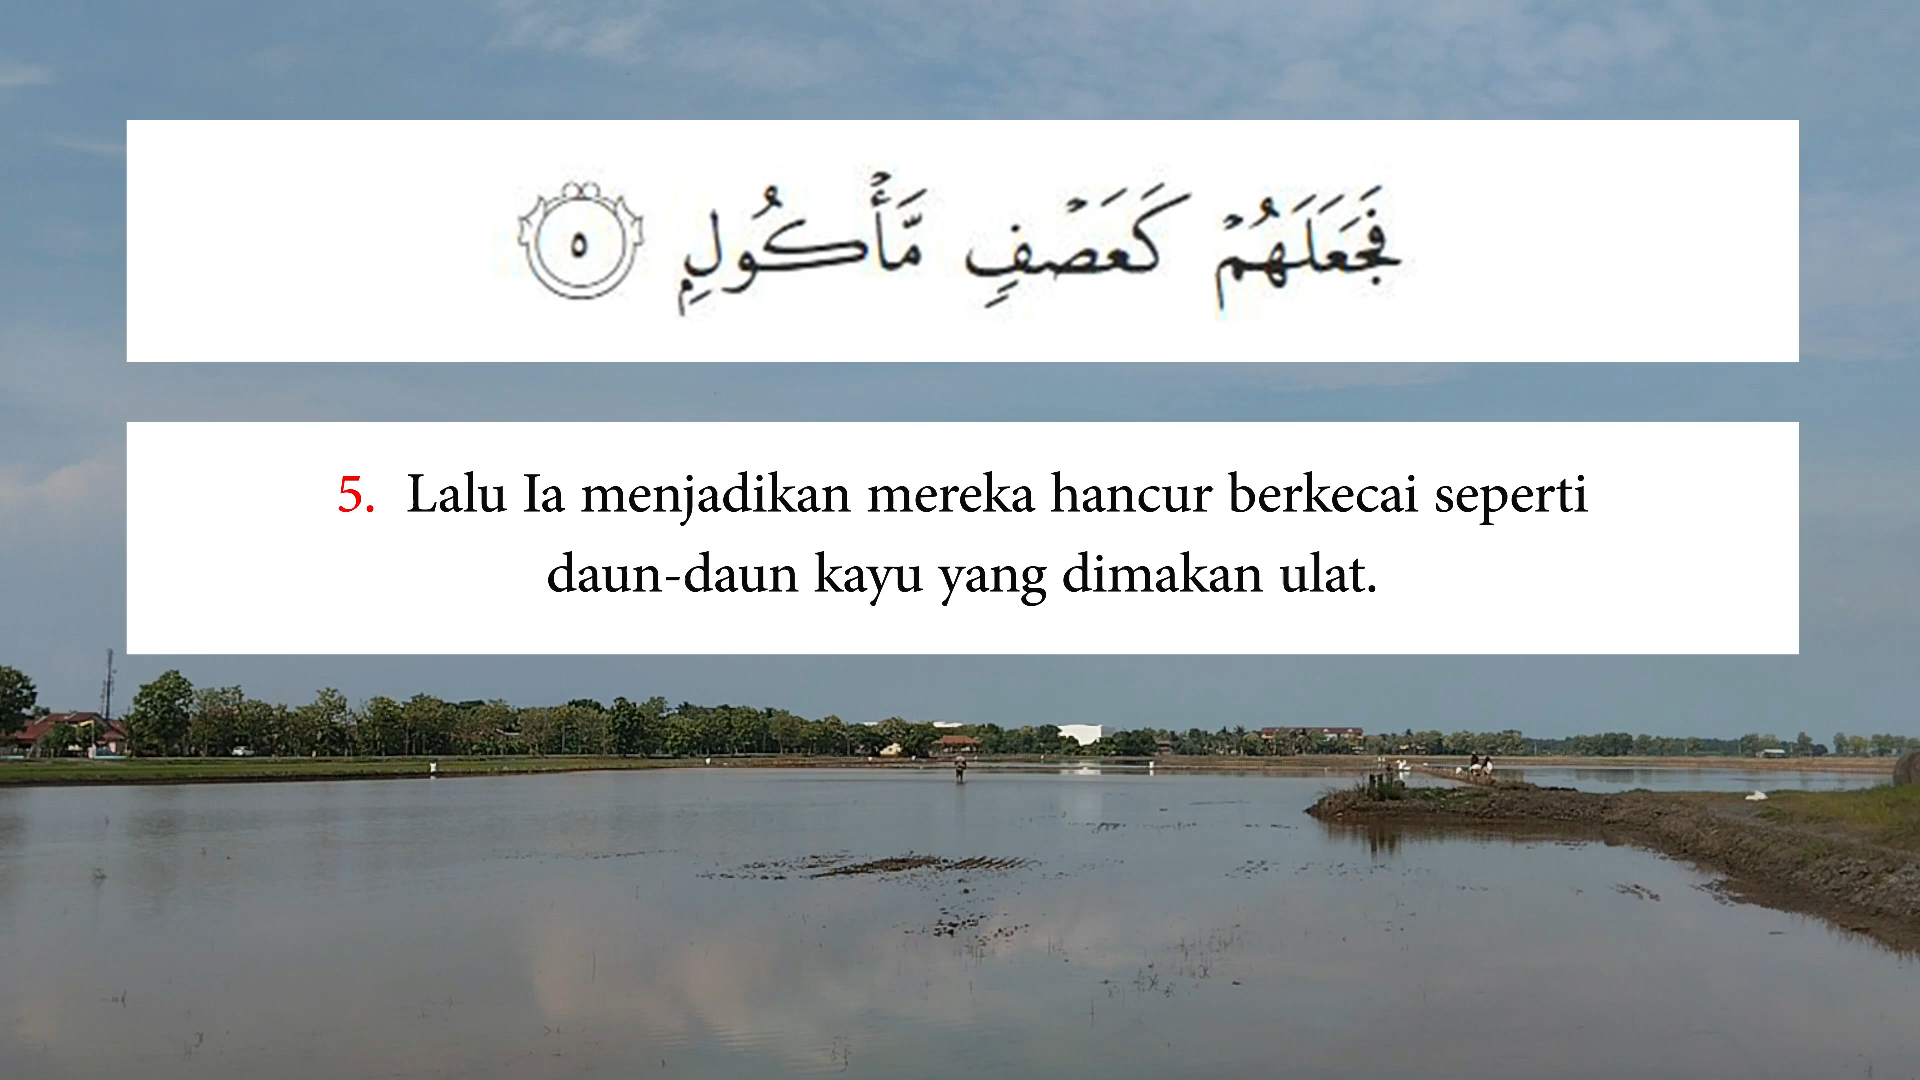 فَجَعَلَهُمۡ كَعَصۡفٖ مَّأۡكُولِۭ ٥
5. Lalu Ia menjadikan mereka hancur berkecai seperti
daun-daun kayu yang dimakan ulat.